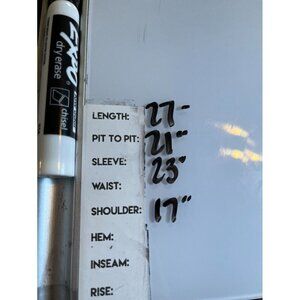 EXPO
dry erase
chisel
LENGTH: 27"
PIT TO PIT: 21"
SLEEVE: 23"
WAIST:
SHOULDER: 17"
HEM:
INSEAM:
RISE: